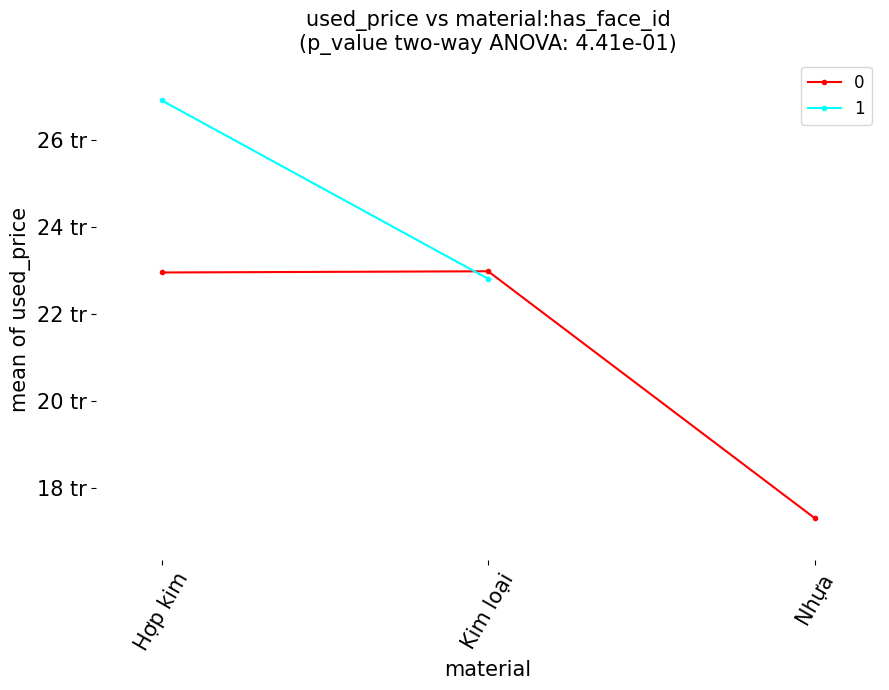 used_price vs material:has_face_id
(p_value two-way ANOVA: 4.41e-01)
0
1
26 tr
24 tr
22 tr
20 tr
18 tr
mean of used_price
Hợp kim
Kim loại
Nhựa
material